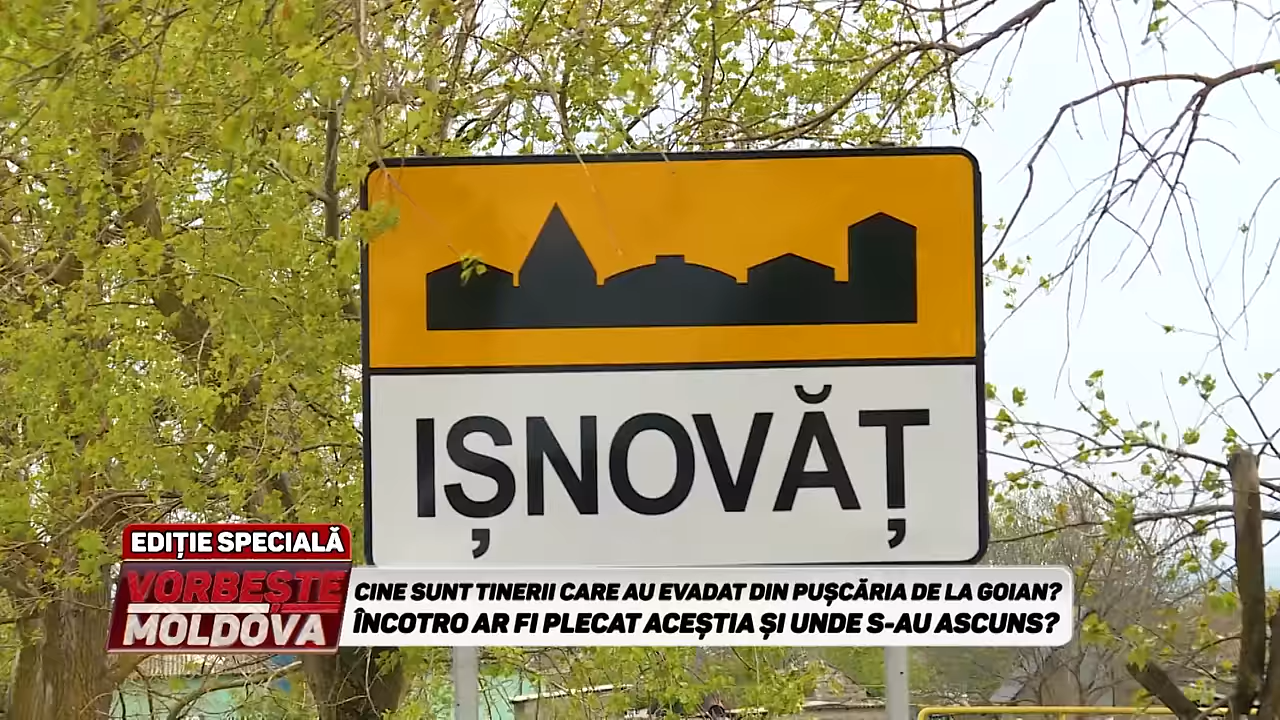 IȘNOVĂȚ
EDIȚIE SPECIALĂ
VORBEȘTE
MOLDOVA
CINE SUNT TINERII CARE AU EVADAT DIN PUȘCĂRIA DE LA GOIAN?
ÎNCOTRO AR FI PLECAT ACEȘTIA ȘI UNDE S-AU ASCUNS?